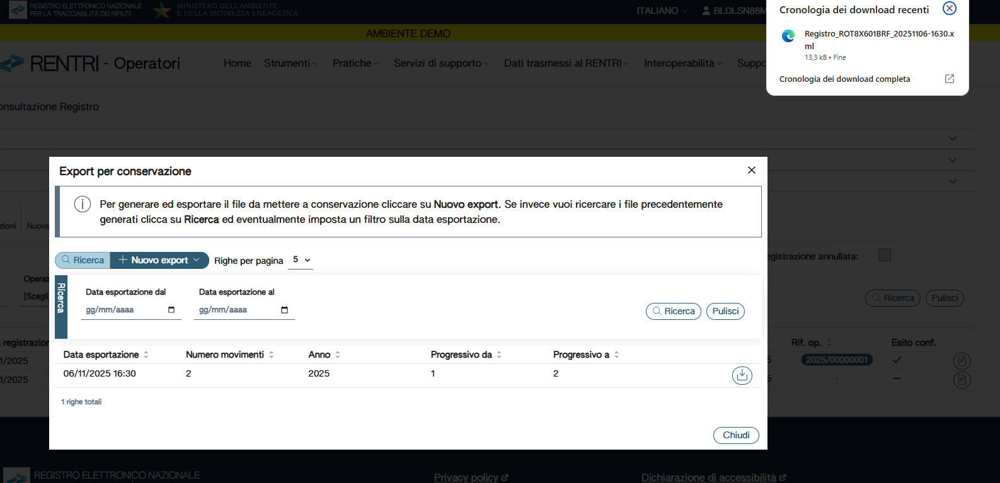 REGISTRO ELETTRONICO NAZIONALE
PER LA TRACCIABILITÀ DEI RIFIUTI
MINISTERO DELL'AMBIENTE
E DELLA SICUREZZA ENERGETICA
ITALIANO
BLDLSN86M
Cronologia dei download recenti
Registro_ROT8X601BRF_20251106-1630.x
ml
13,3 kB • Fine
Cronologia dei download completa
AMBIENTE DEMO
RENTRI - Operatori
Home Strumenti Pratiche Servizi di supporto Dati trasmessi al RENTRI Interoperabilità Suppo
onsultazione Registro
Export per conservazione
Per generare ed esportare il file da mettere a conservazione cliccare su Nuovo export. Se invece vuoi ricercare i file precedentemente
generati clicca su Ricerca ed eventualmente imposta un filtro sulla data esportazione.
zioni Nuova
Ricerca Nuovo export Righe per pagina 5
egistrazione annullata:
Operaz
[Scegli
Ricerca
Data esportazione dal Data esportazione al
gg/mm/aaaa gg/mm/aaaa
Ricerca Pulisci
Ricerca Pulisci
registrazion
Rif. op. Esito conf.
Data esportazione Numero movimenti Anno Progressivo da Progressivo a
06/11/2025 16:30 2 2025 1 2
1/2025
5 2025/00000001
1/2025
5 -
1 righe totali
Chiudi
REGISTRO ELETTRONICO NAZIONALE
Privacy policy
Dichiarazione di accessibilità